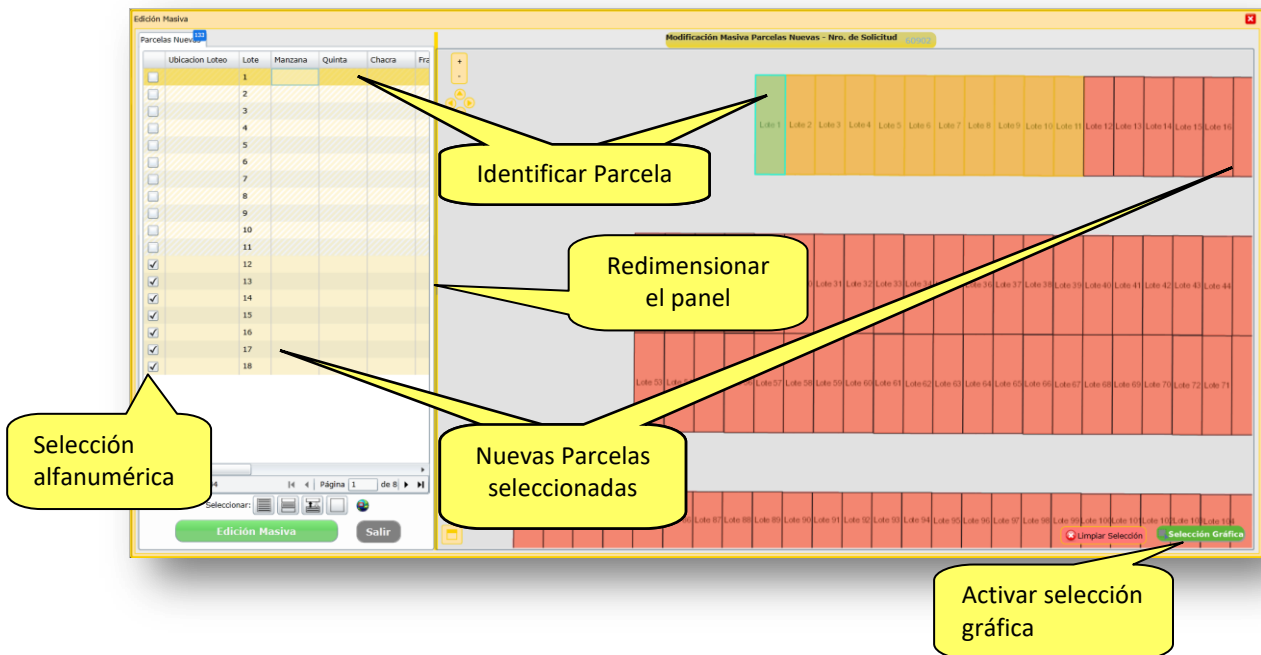 Edición Masiva
Parcelas Nuevas 133
Modificación Masiva Parcelas Nuevas - Nro. de Solicitud 60902
Ubicacion Loteo Lote Manzana Quinta Chacra Fra
1
2
3
4
5
6
7
8
9
10
11
12
13
14
15
16
17
18
+
-
Lote 1 Lote 2 Lote 3 Lote 4 Lote 5 Lote 6 Lote 7 Lote 8 Lote 9 Lote 10 Lote 11 Lote 12 Lote 13 Lote 14 Lote 15 Lote 16
Identificar Parcela
Redimensionar
el panel
Lote 31 Lote 32 Lote 33 Lote 36 Lote 37 Lote 38 Lote 39 Lote 40 Lote 41 Lote 42 Lote 43 Lote 44
Lote 53 Lote 57 Lote 58 Lote 59 Lote 60 Lote 61 Lote 62 Lote 63 Lote 64 Lote 65 Lote 66 Lote 67 Lote 68 Lote 69 Lote 70 Lote 72 Lote 71
Selección
alfanumérica
Nuevas Parcelas
seleccionadas
Página 1 de 8
Seleccionar:
Edición Masiva
Salir
Lote 87 Lote 88 Lote 89 Lote 90 Lote 91 Lote 92 Lote 93 Lote 94 Lote 95 Lote 96 Lote 97 Lote 98 Lote 99 Lote 100 Lote 101 Lote 104
Limpiar Selección
Selección Gráfica
Activar selección
gráfica